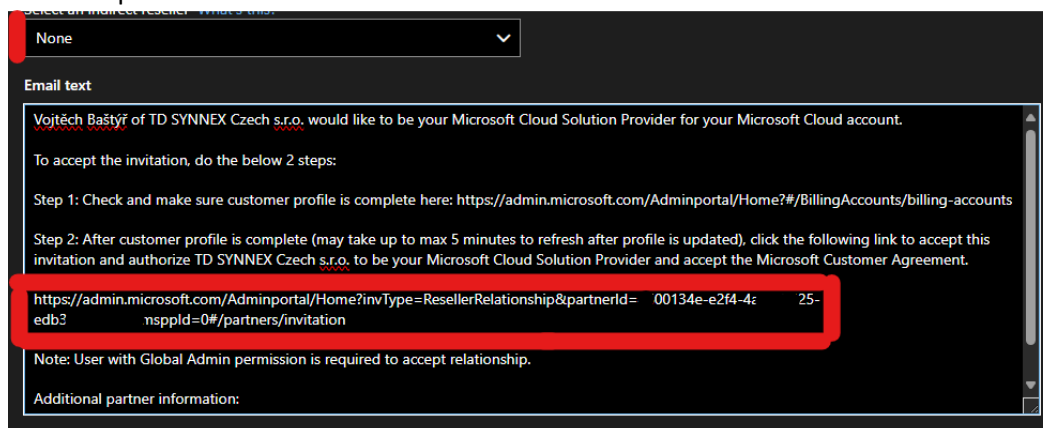 Select an indirect reseller What's this?
None
Email text
Vojtěch Baštýř of TD SYNNEX Czech s.r.o. would like to be your Microsoft Cloud Solution Provider for your Microsoft Cloud account.
To accept the invitation, do the below 2 steps:
Step 1: Check and make sure customer profile is complete here: https://admin.microsoft.com/Adminportal/Home?#/BillingAccounts/billing-accounts
Step 2: After customer profile is complete (may take up to max 5 minutes to refresh after profile is updated), click the following link to accept this
invitation and authorize TD SYNNEX Czech s.r.o. to be your Microsoft Cloud Solution Provider and accept the Microsoft Customer Agreement.
https://admin.microsoft.com/Adminportal/Home?invType=ResellerRelationship&partnerId= 00134e-e2f4-4 25-
edb3 msppId=0#/partners/invitation
Note: User with Global Admin permission is required to accept relationship.
Additional partner information: